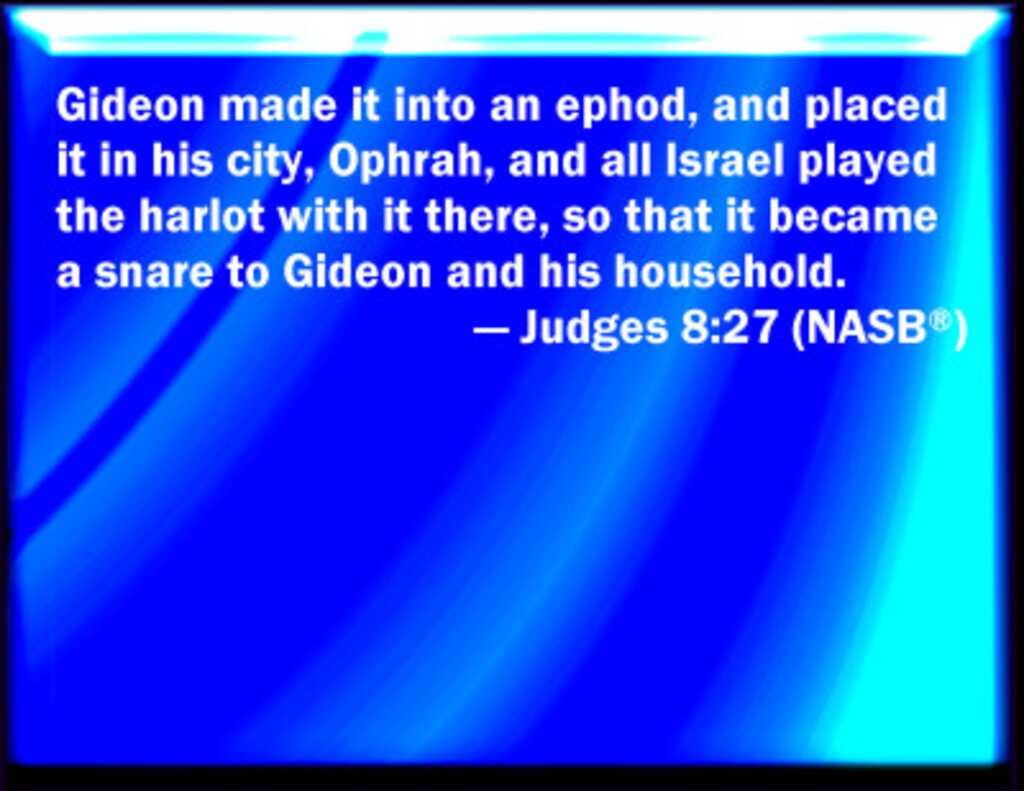 Gideon made it into an ephod, and placed
it in his city, Ophrah, and all Israel played
the harlot with it there, so that it became
a snare to Gideon and his household.
— Judges 8:27 (NASB®)